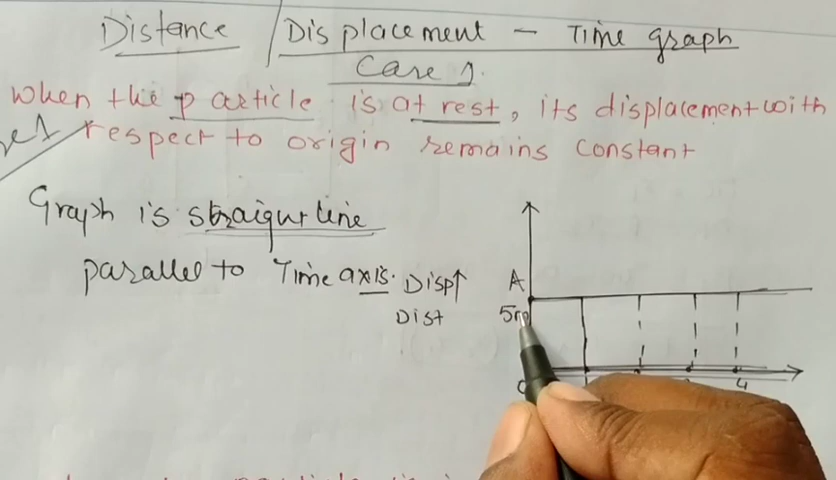 Distance / Displacement - Time graph
Case 1.
when the particle is at rest, its displacement with
respect to origin remains constant
Graph is straight line
parallel to Time axis. Disp↑
Dist
A
5m
4